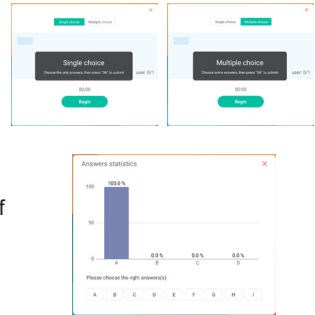 Single choice Multiple choice
Single choice
Choose the only answers, then press "OK" to submit
user: 0/1
00:00
Begin
Single choice Multiple choice
Multiple choice
Choose some answers, then press "OK" to submit
user: 0/1
00:00
Begin
f
Answers statistics
100
50
0
100.0 %
0.0 %
0.0 %
0.0 %
A B C D
Please choose the right answers(s)
A B C D E F G H I